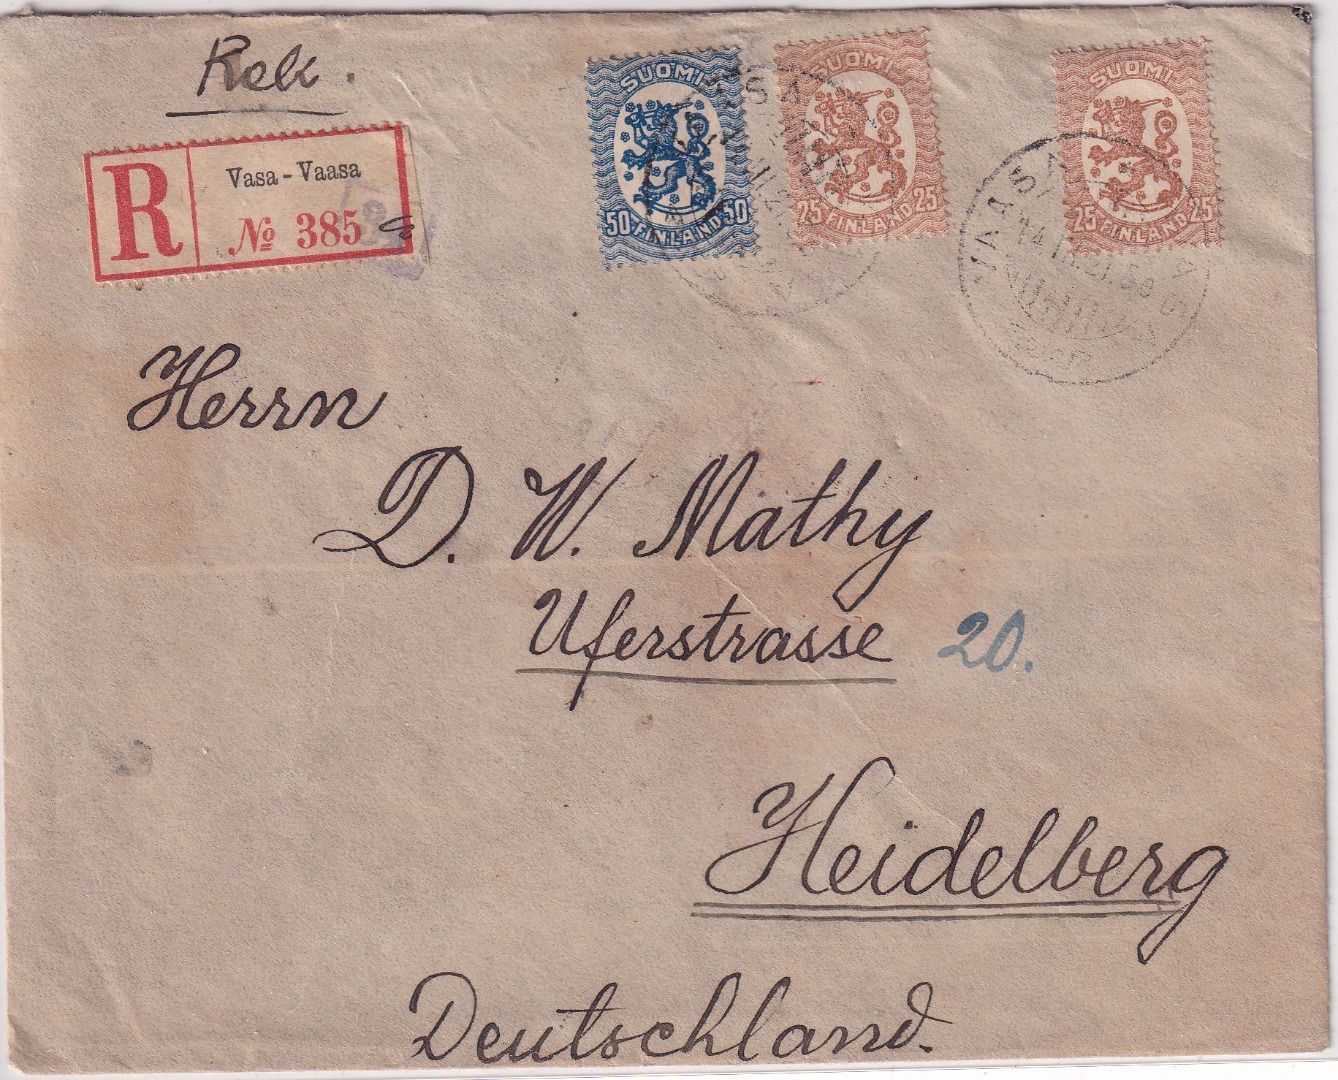 Rek.
R
Vasa - Vaasa
№ 385
SUOMI
50 FINLAND 50
SUOMI
25 FINLAND 25
SUOMI
25 FINLAND 25
VAASA
Herrn
D. W. Mathy
Uferstrasse 20.
Heidelberg
Deutschland.